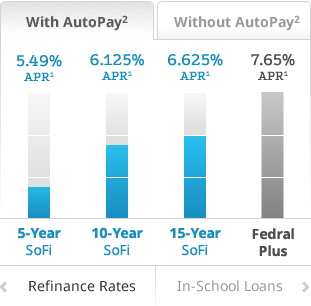 With AutoPay²
Without AutoPay²
5.49% 6.125% 6.625% 7.65%
APR¹ APR¹ APR¹ APR¹
5-Year 10-Year 15-Year Fedral
SoFi SoFi SoFi Plus
Refinance Rates In-School Loans